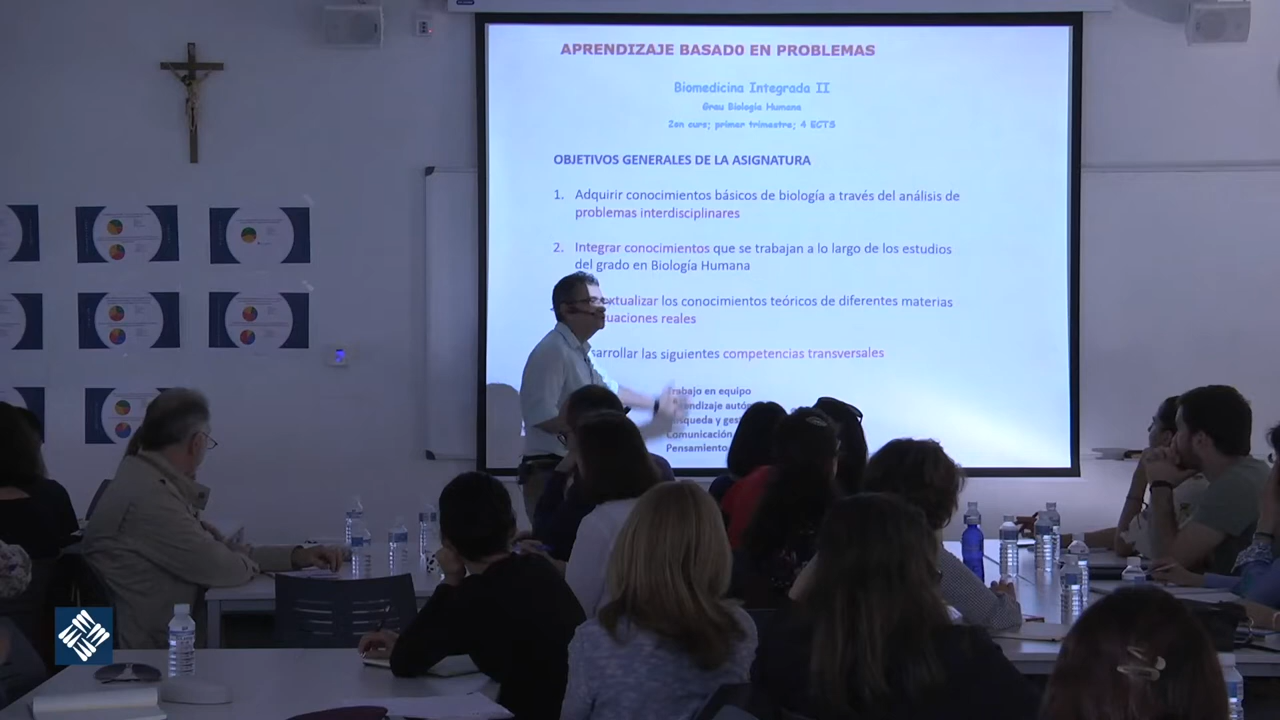 APRENDIZAJE BASADO EN PROBLEMAS
Biomedicina Integrada II
Grau Biologia Humana
2on curs; primer trimestre; 4 ECTS
OBJETIVOS GENERALES DE LA ASIGNATURA
1. Adquirir conocimientos básicos de biología a través del análisis de
problemas interdisciplinares
2. Integrar conocimientos que se trabajan a lo largo de los estudios
del grado en Biología Humana
los conocimientos teóricos de diferentes materias
reales
las siguientes competencias transversales
Trabajo en equipo
Comunicación
Pensamiento